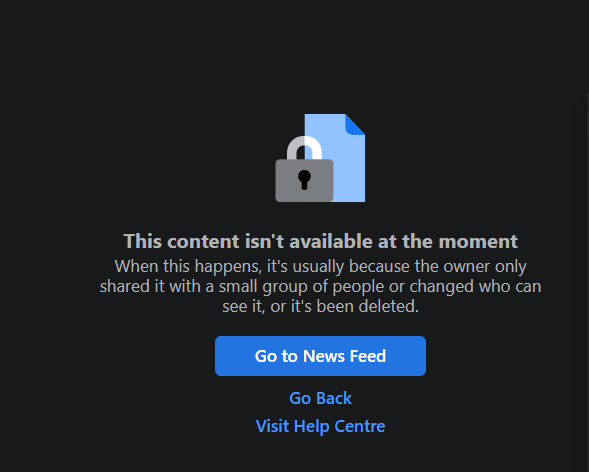 This content isn't available at the moment
When this happens, it's usually because the owner only
shared it with a small group of people or changed who can
see it, or it's been deleted.
Go to News Feed
Go Back
Visit Help Centre